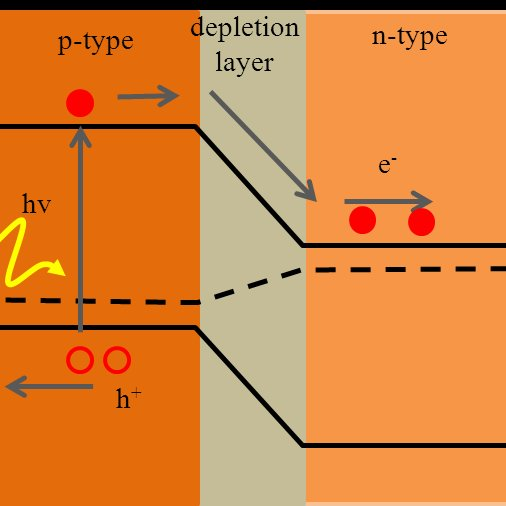 p-type
depletion
layer
n-type
e-
hv
h+